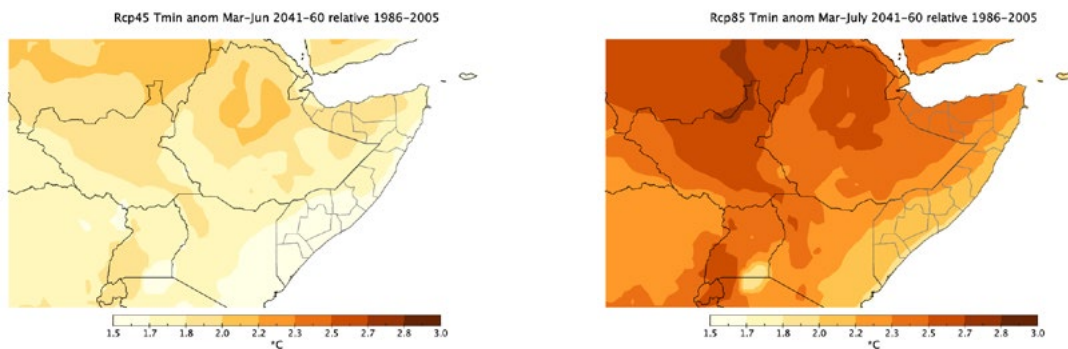 Rcp45 Tmin anom Mar-Jun 2041-60 relative 1986-2005
Rcp85 Tmin anom Mar-July 2041-60 relative 1986-2005
1.5 1.7 1.8 2.0 2.2 2.3 2.5 2.7 2.8 3.0
°C
1.5 1.7 1.8 2.0 2.2 2.3 2.5 2.7 2.8 3.0
°C